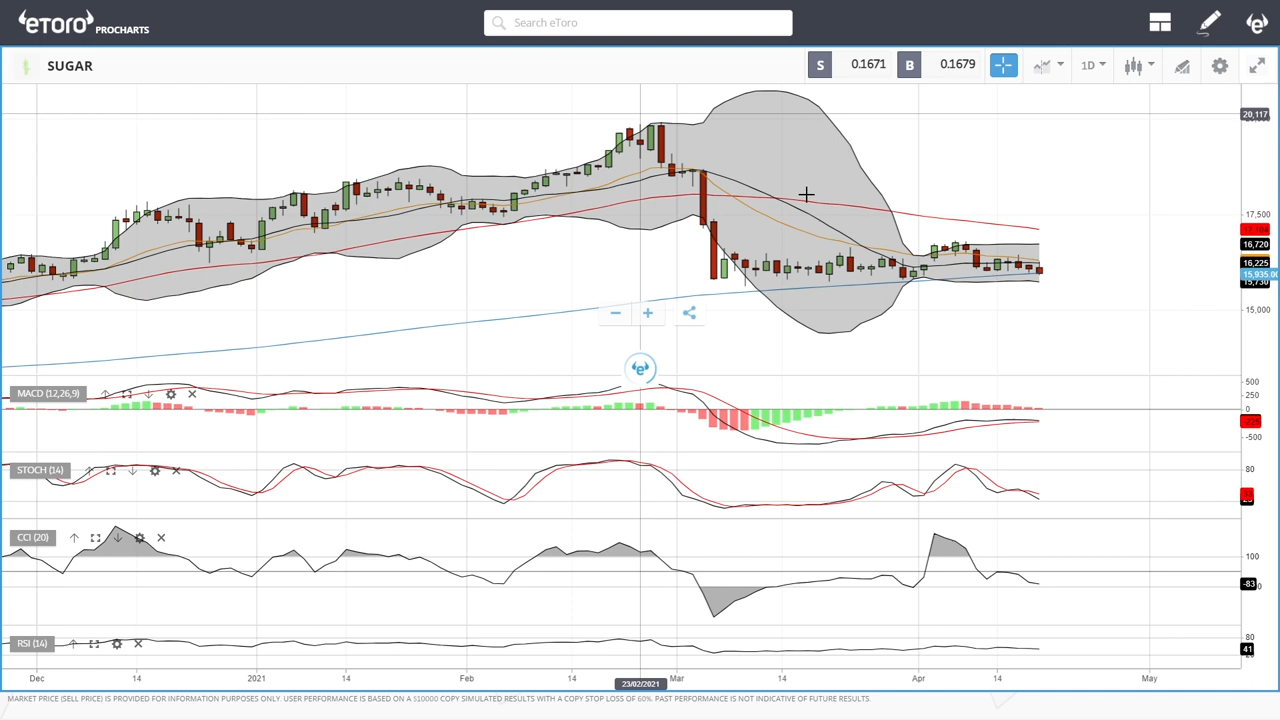 eToro PROCHARTS
Search eToro
SUGAR
S 0.1671 B 0.1679
1D
20,117
17,500
16,720
16,225
15,935.00
15,730
15,000
MACD (12,26,9)
500
250
0
-500
STOCH (14)
80
CCI (20)
100
-83
RSI (14)
80
41
Dec 14 2021 14 Feb 14 23/02/2021 Mar 14 Apr 14 May
MARKET PRICE (SELL PRICE) IS PROVIDED FOR INFORMATION PURPOSES ONLY. USER PERFORMANCE IS BASED ON A $10000 COPY SIMULATED RESULTS WITH A COPY STOP LOSS OF 60%. PAST PERFORMANCE IS NOT INDICATIVE OF FUTURE RESULTS.